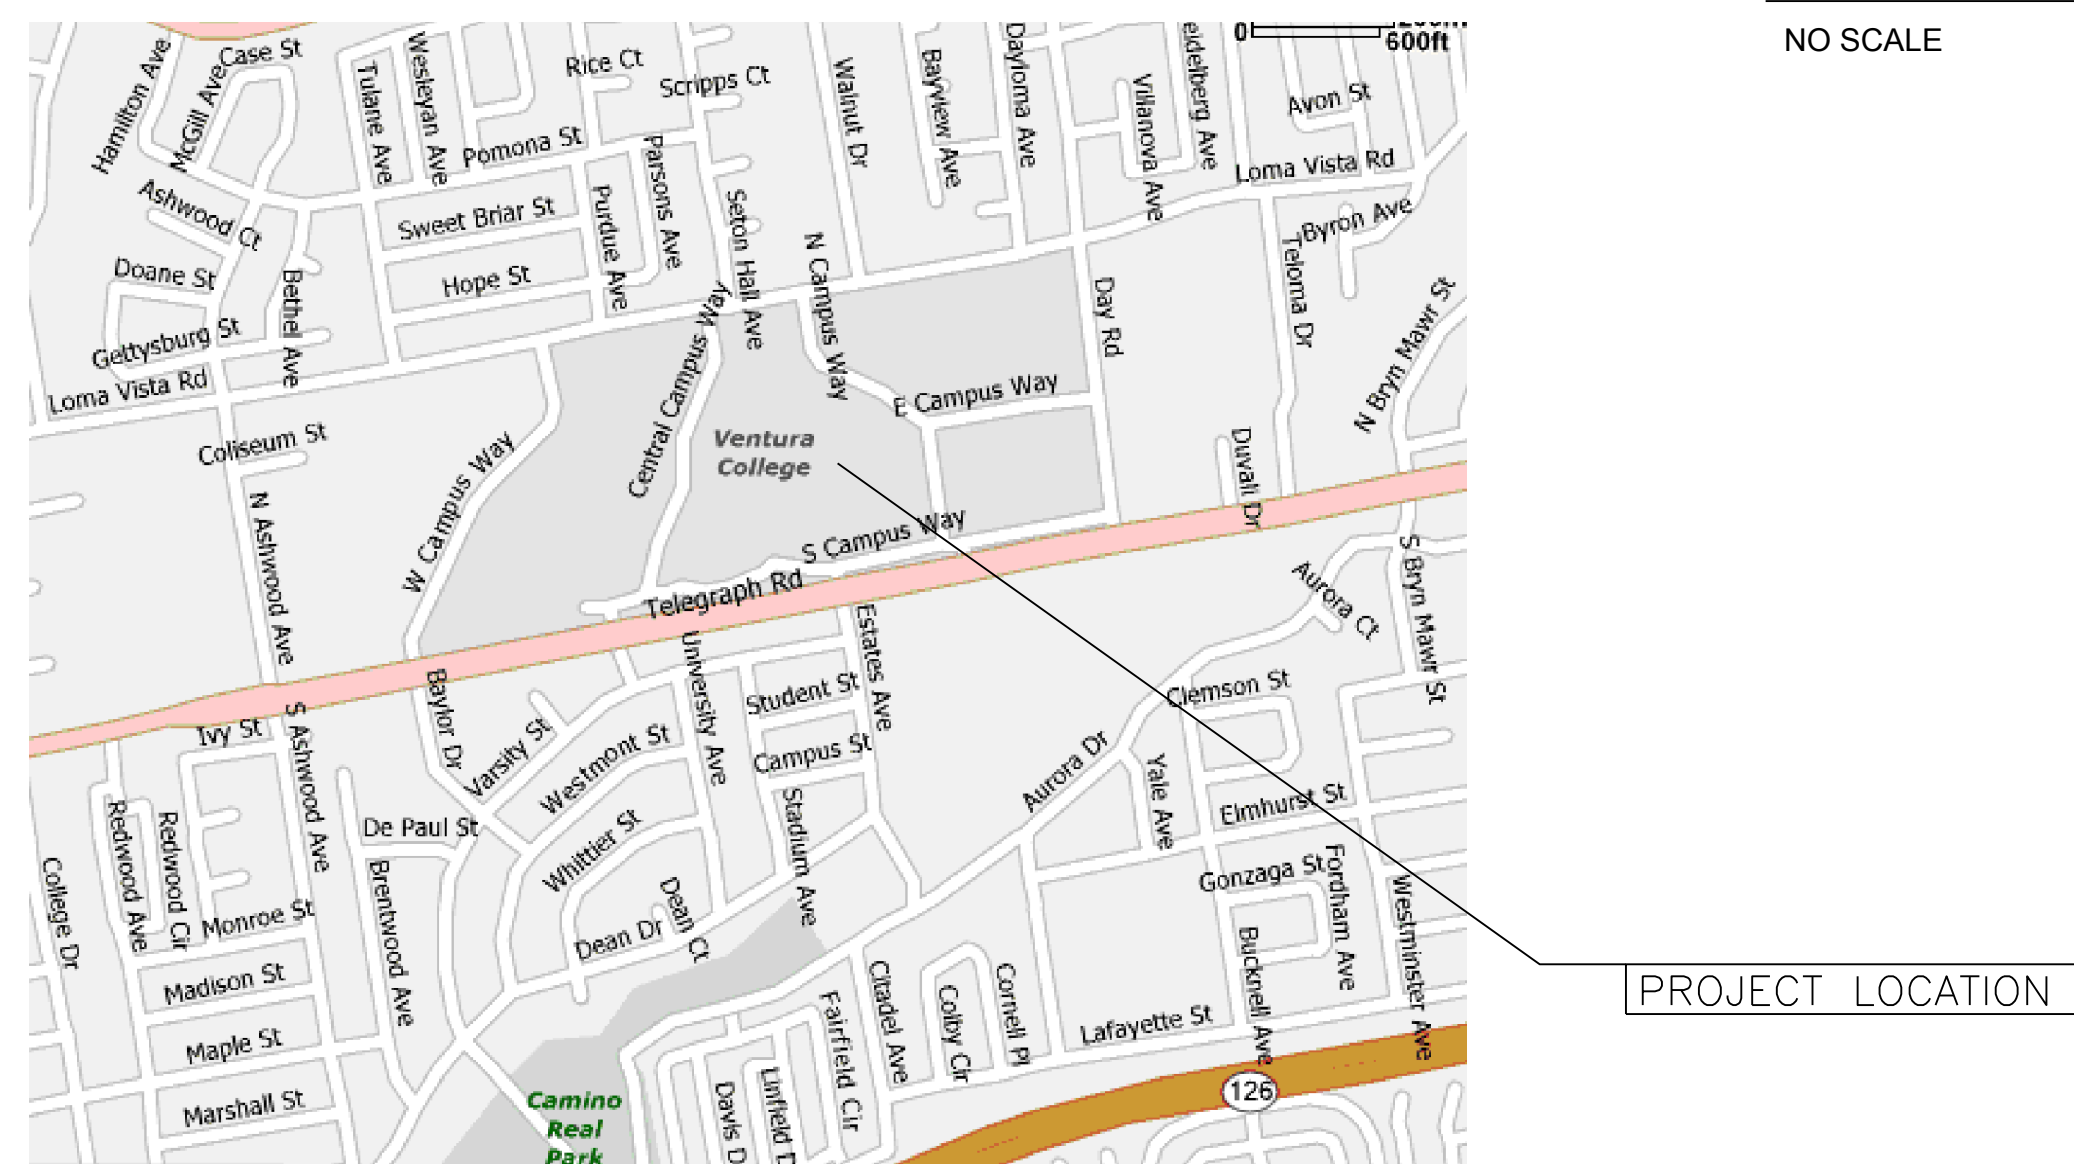 NO SCALE
0
600ft
Case St
Hamilton Ave
McGill Ave
Tulane Ave
Wesleyan Ave
Rice Ct
Scripps Ct
Walnut Dr
Bayview Ave
Dayloma Ave
Villanova Ave
eidelberg Ave
Avon St
Pomona St
Parsons Ave
Loma Vista Rd
Ashwood Ct
Sweet Briar St
Purdue Ave
Seton Hall Ave
Byron Ave
Doane St
Bethel Ave
Hope St
N Campus Way
Teloma Dr
Day Rd
N Bryn Mawr St
Gettysburg St
Loma Vista Rd
Central Campus Way
E Campus Way
Coliseum St
Ventura
College
W Campus Way
Duvall Dr
N Ashwood Ave
S Campus Way
Telegraph Rd
S Bryn Mawr St
Aurora Ct
University Ave
Estates Ave
Baylor Dr
Student St
Clemson St
Ivy St
S Ashwood Ave
Varsity St
Westmont St
Campus St
Aurora Dr
Yale Ave
Stadium Ave
Elmhurst St
Redwood Ave
Redwood Cir
De Paul St
Whittier St
Gonzaga St
Fordham Ave
College Dr
Brentwood Ave
Dean Ct
Westminster Ave
Monroe St
Dean Dr
Bucknell Ave
Madison St
Citadel Ave
Cornell Pl
PROJECT LOCATION
Fairfield Cir
Colby Cir
Lafayette St
Maple St
126
Marshall St
Camino
Real
Park
Davis D
Linfield D